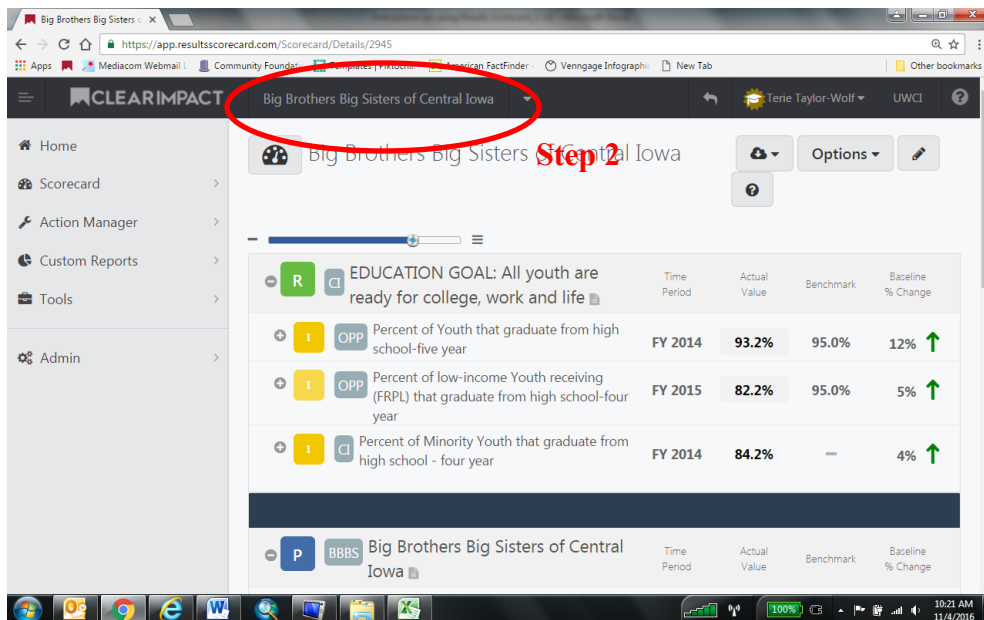 Big Brothers Big Sisters o
https://app.resultsscorecard.com/Scorecard/Details/2945
Apps Mediacom Webmail L Community Foundati American FactFinder Venngage Infographic New Tab Other bookmarks
CLEARIMPACT Big Brothers Big Sisters of Central Iowa Terie Taylor-Wolf UWCI ?
Home
Scorecard
Action Manager
Custom Reports
Tools
Admin
Big Brothers Big Sisters of Central Iowa
Step 2
Options
?
R CI EDUCATION GOAL: All youth are
ready for college, work and life
Time
Period
Actual
Value
Benchmark
Baseline
% Change
I OPP Percent of Youth that graduate from high
school-five year
FY 2014 93.2% 95.0% 12%
I OPP Percent of low-income Youth receiving
(FRPL) that graduate from high school-four
year
FY 2015 82.2% 95.0% 5%
I CI Percent of Minority Youth that graduate from
high school - four year
FY 2014 84.2% – 4%
P BBBS Big Brothers Big Sisters of Central
Iowa
Time
Period
Actual
Value
Benchmark
Baseline
% Change
100%
10:21 AM
11/4/2016